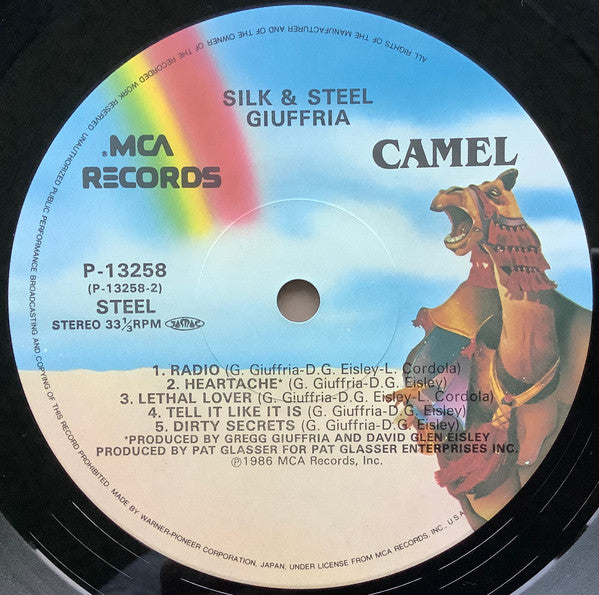 SILK & STEEL
GIUFFRIA
®MCA
RECORDS
CAMEL
P-13258
(P-13258-2)
STEEL
STEREO 33⅓RPM
JASRAC
1. RADIO (G. Giuffria-D.G. Eisley-L. Cordola)
2. HEARTACHE* (G. Giuffria-D.G. Eisley)
3. LETHAL LOVER (G. Giuffria-D.G. Eisley-L. Cordola)
4. TELL IT LIKE IT IS (G. Giuffria-D.G. Eisley)
5. DIRTY SECRETS (G. Giuffria-D.G. Eisley)
*PRODUCED BY GREGG GIUFFRIA AND DAVID GLEN EISLEY
PRODUCED BY PAT GLASSER FOR PAT GLASSER ENTERPRISES INC.
℗1986 MCA Records, Inc.
ALL RIGHTS OF THE MANUFACTURER AND OF THE OWNER OF THE RECORDED WORK RESERVED. UNAUTHORIZED PUBLIC PERFORMANCE BROADCASTING AND COPYING OF THIS RECORD PROHIBITED.
MADE BY WARNER-PIONEER CORPORATION, JAPAN, UNDER LICENSE FROM MCA RECORDS, INC., U.S.A.